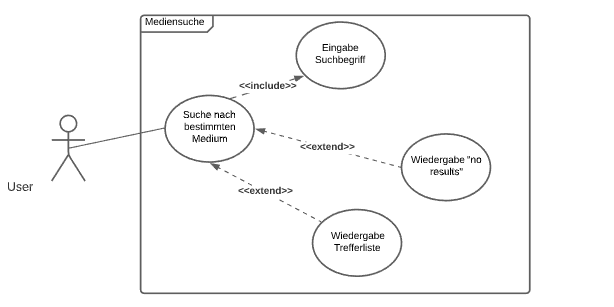 Mediensuche
Eingabe
Suchbegriff
<<include>>
Suche nach
bestimmten
Medium
<<extend>>
Wiedergabe "no
results"
User
<<extend>>
Wiedergabe
Trefferliste